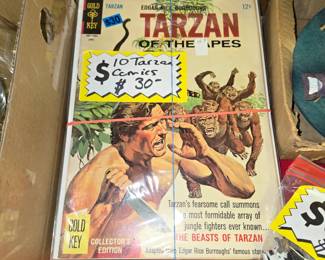 GOLD
KEY
TARZAN
EDGAR RICE BURROUGHS'
12¢
TARZAN
OF THE APES
$30
$
10 Tarzan
Comics
$ 30-
Tarzan's fearsome call summons
a most formidable array of
jungle fighters ever known...
THE BEASTS OF TARZAN
Edgar Rice Burroughs' famous
GOLD
KEY
COLLECTOR'S
EDITION
$